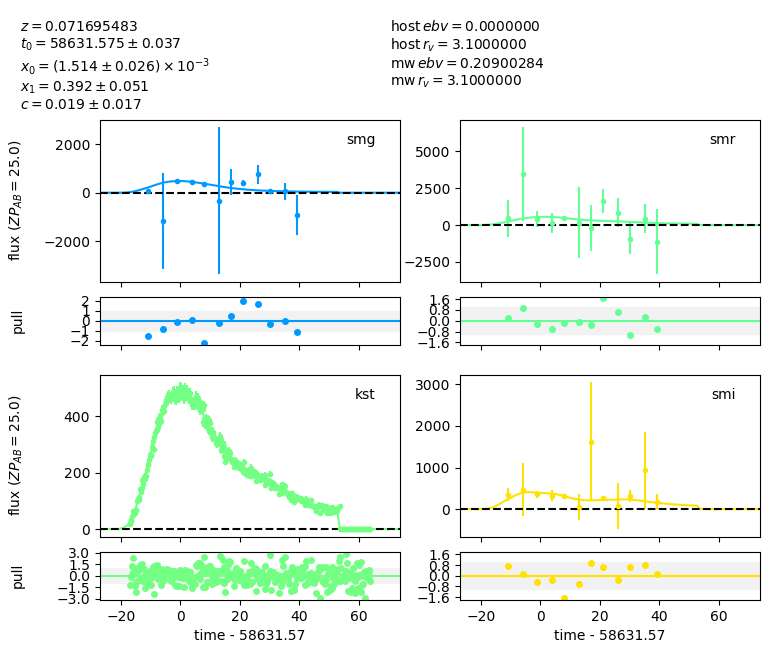 z = 0.071695483
t₀ = 58631.575 ± 0.037
x₀ = (1.514 ± 0.026) × 10⁻³
x₁ = 0.392 ± 0.051
c = 0.019 ± 0.017
host ebv = 0.0000000
host r_v = 3.1000000
mw ebv = 0.20900284
mw r_v = 3.1000000
smg
2000
0
−2000
flux (ZP_AB = 25.0)
2
1
0
−1
−2
pull
smr
5000
2500
0
−2500
1.6
0.8
0.0
−0.8
−1.6
kst
400
200
0
flux (ZP_AB = 25.0)
3.0
1.5
0.0
−1.5
−3.0
pull
−20 0 20 40 60
time - 58631.57
smi
3000
2000
1000
0
1.6
0.8
0.0
−0.8
−1.6
−20 0 20 40 60
time - 58631.57